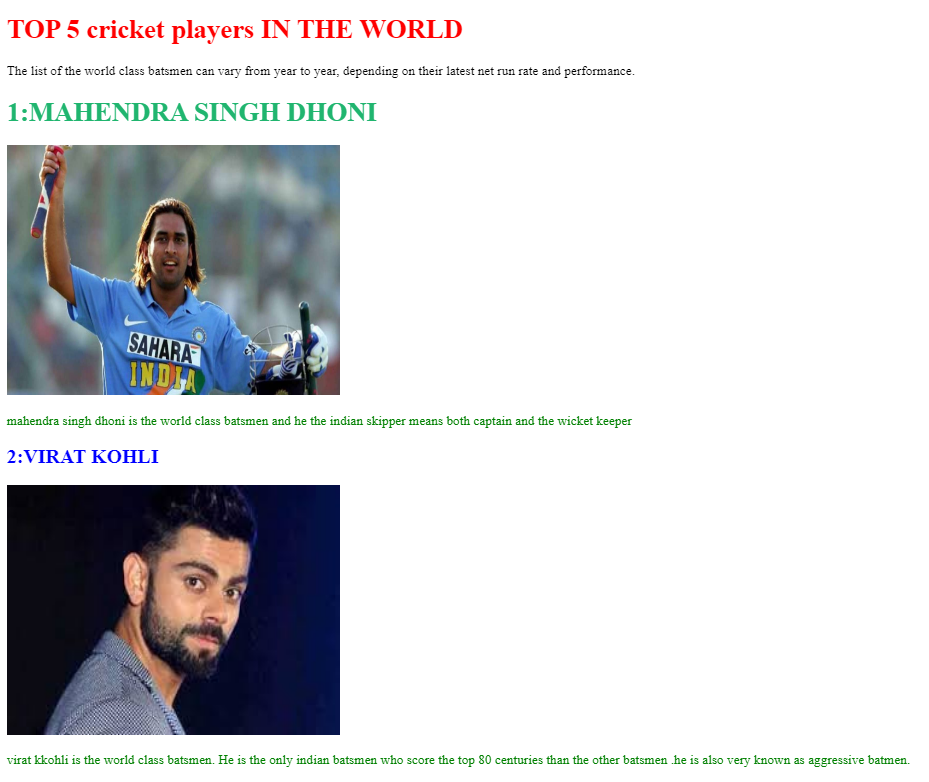 TOP 5 cricket players IN THE WORLD
The list of the world class batsmen can vary from year to year, depending on their latest net run rate and performance.
1:MAHENDRA SINGH DHONI
SAHARA
INDIA
mahendra singh dhoni is the world class batsmen and he the indian skipper means both captain and the wicket keeper
2:VIRAT KOHLI
virat kkohli is the world class batsmen. He is the only indian batsmen who score the top 80 centuries than the other batsmen .he is also very known as aggressive batmen.